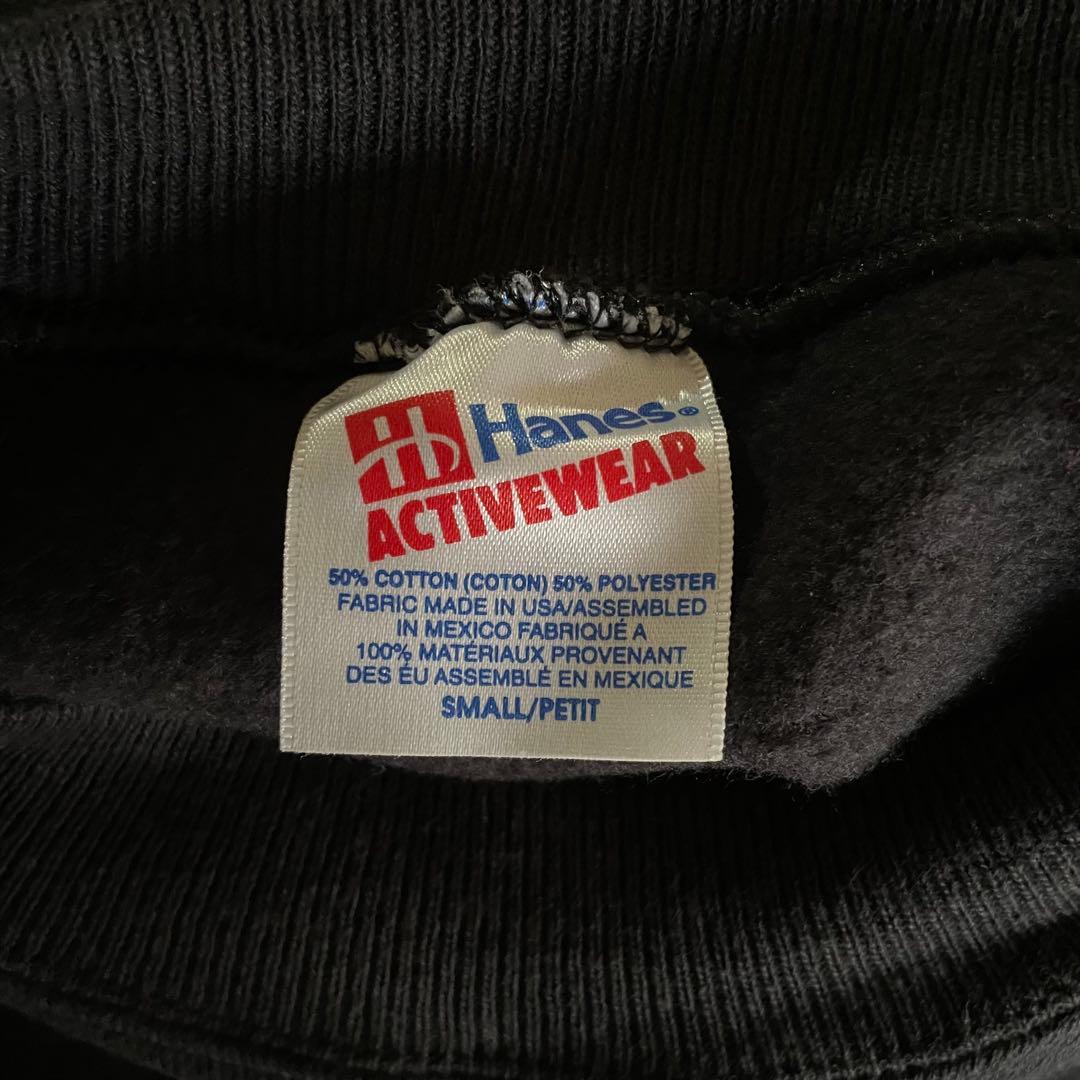 Hanes®
ACTIVEWEAR
50% COTTON (COTON) 50% POLYESTER
FABRIC MADE IN USA/ASSEMBLED
IN MEXICO FABRIQUÉ A
100% MATÉRIAUX PROVENANT
DES ÉU ASSEMBLÉ EN MEXIQUE
SMALL/PETIT